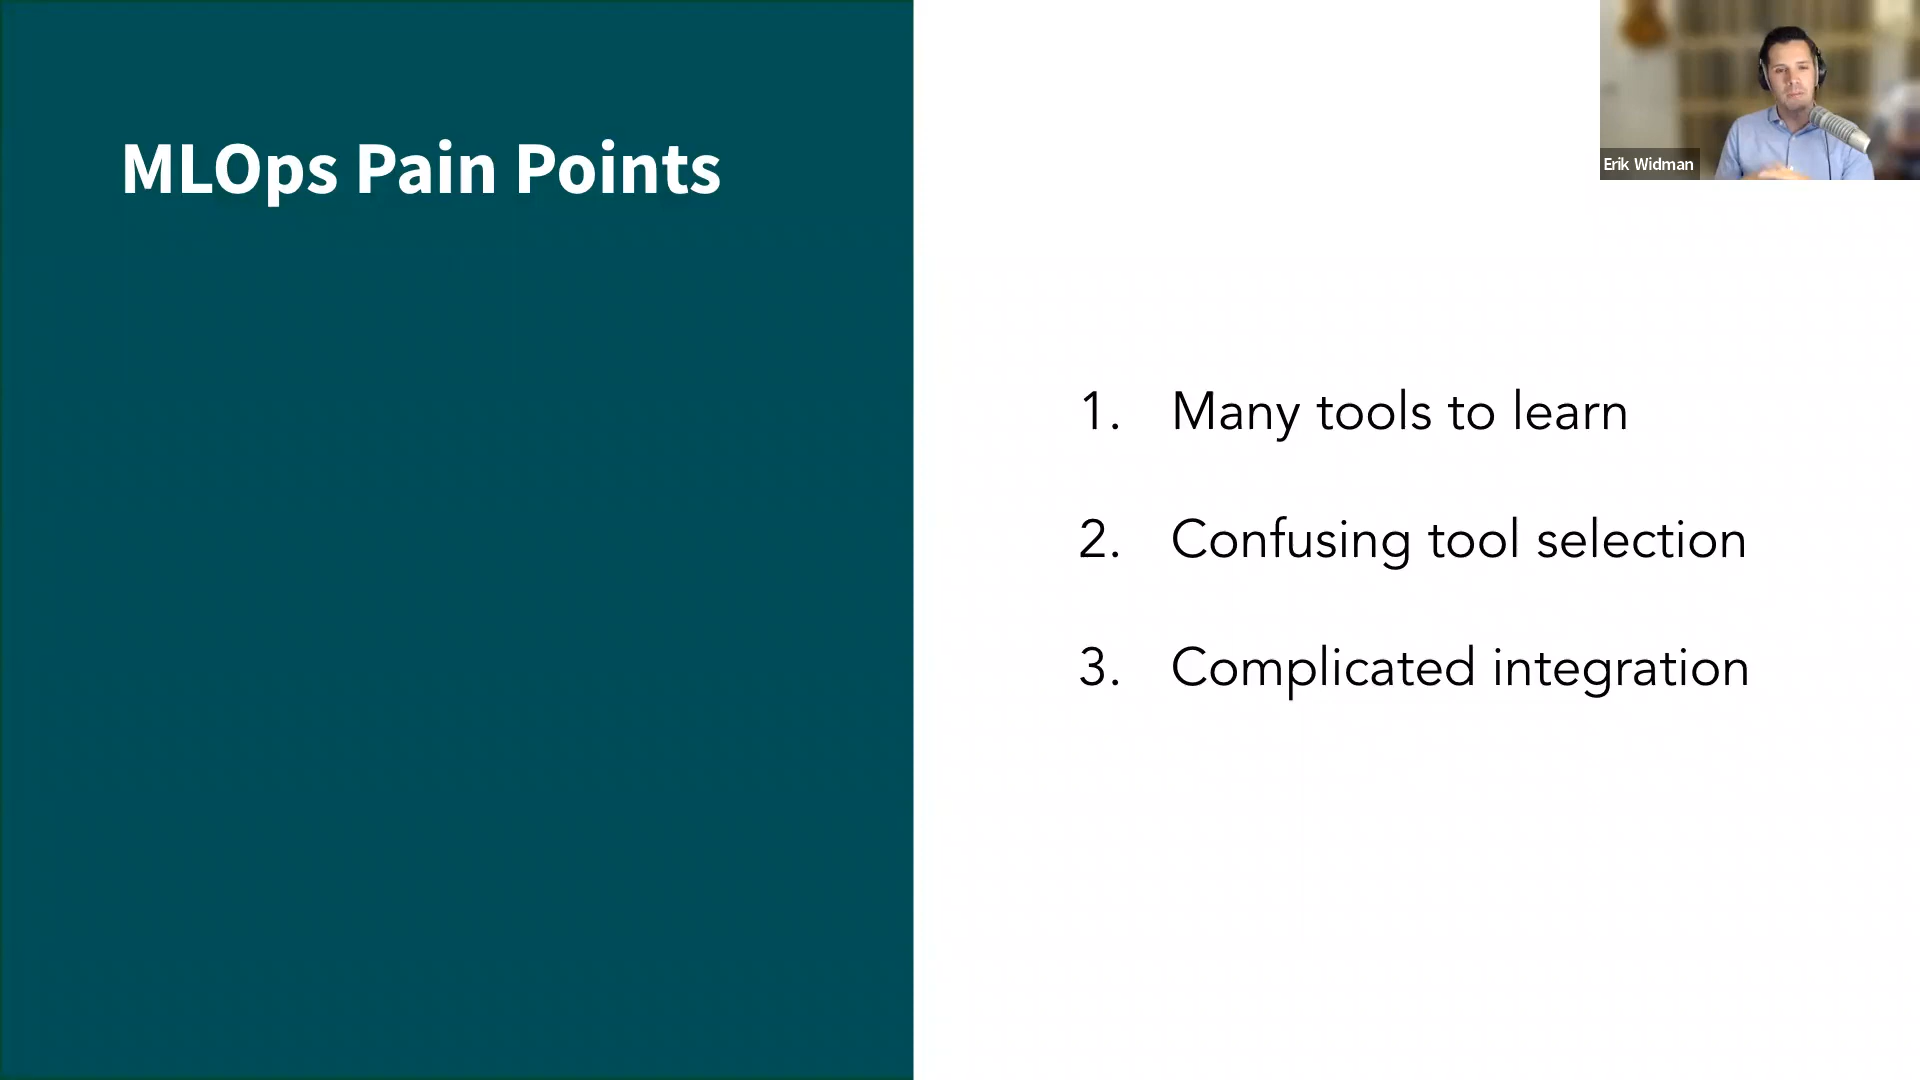 MLOps Pain Points
1. Many tools to learn
2. Confusing tool selection
3. Complicated integration
Erik Widman